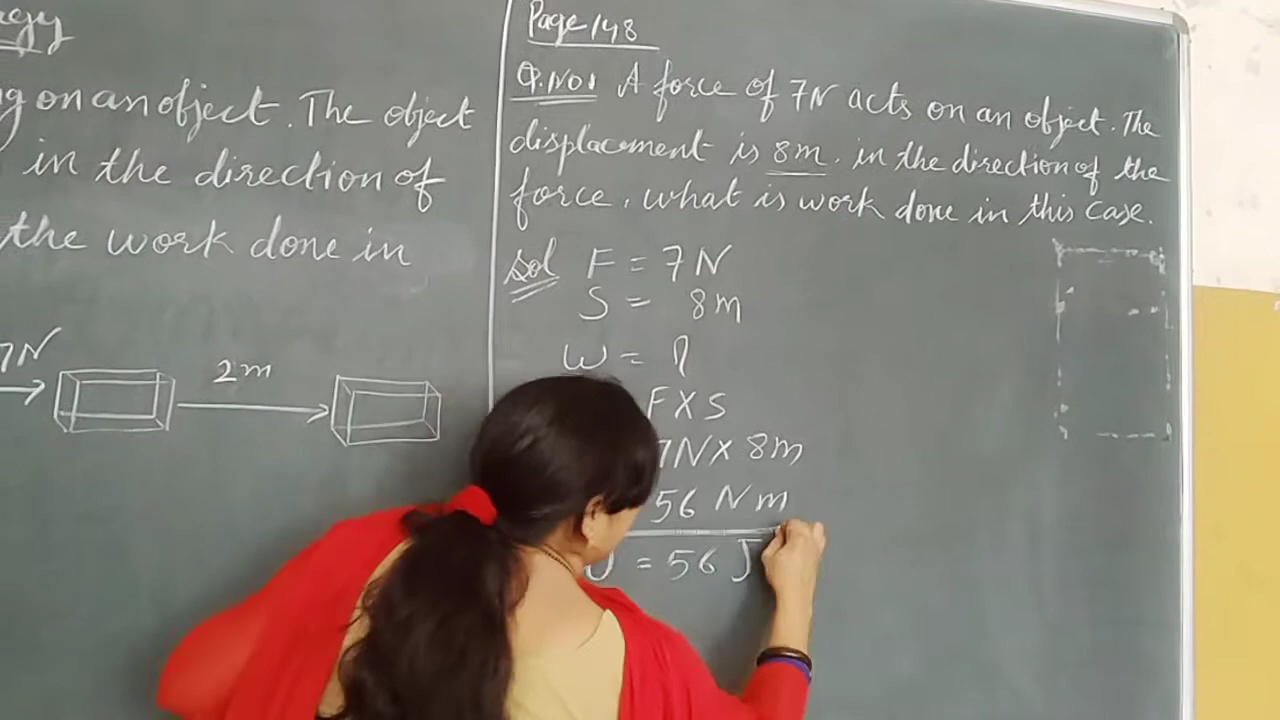 on an object. The object
in the direction of
the work done in
7N
2m
Page 148
Q.No1 A force of 7N acts on an object. The
displacement is 8m. in the direction of the
force. what is work done in this case.
Sol F = 7N
S = 8m
W = ?
F X S
7N X 8m
56 N m
= 56 J